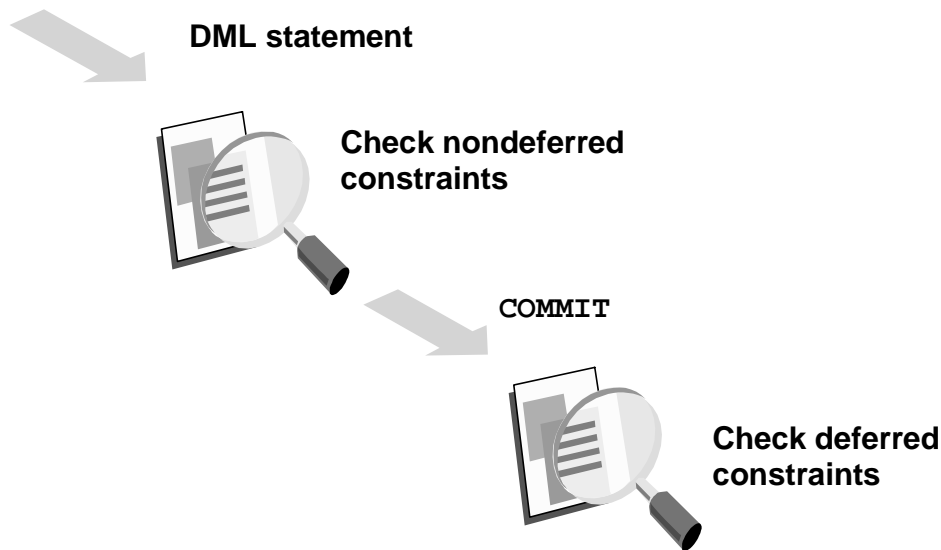 DML statement
Check nondeferred
constraints
COMMIT
Check deferred
constraints